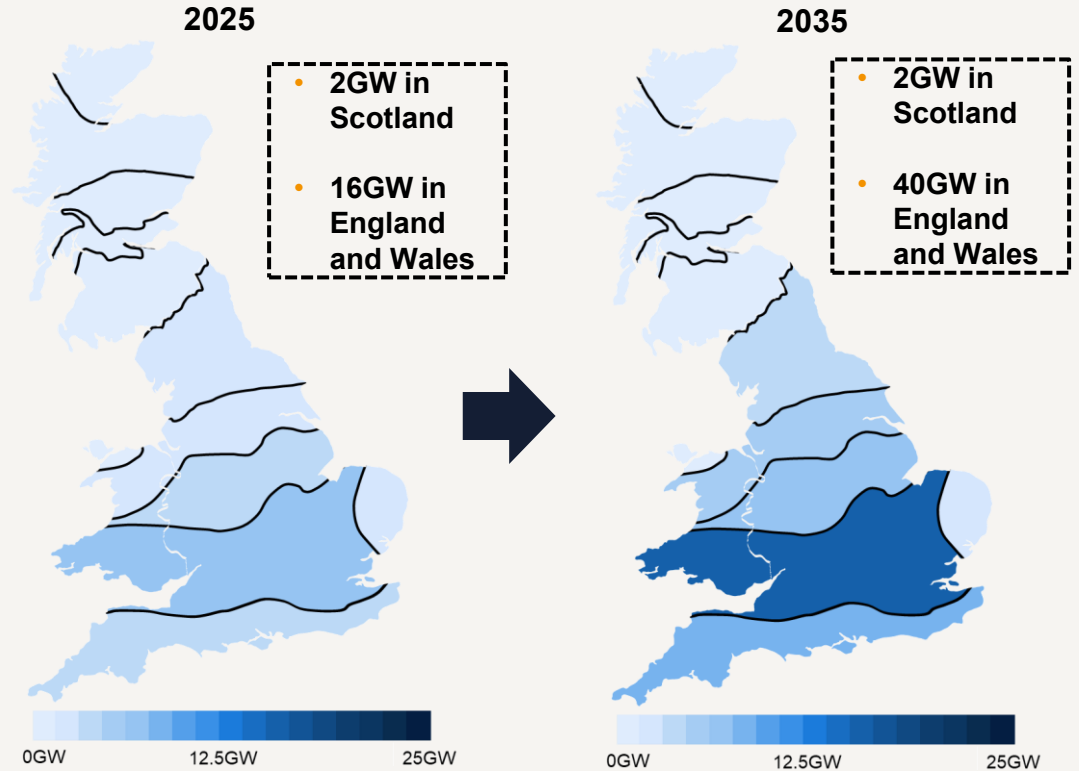 2025
• 2GW in
Scotland
• 16GW in
England
and Wales
0GW
12.5GW
25GW
2035
• 2GW in
Scotland
• 40GW in
England
and Wales
0GW
12.5GW
25GW